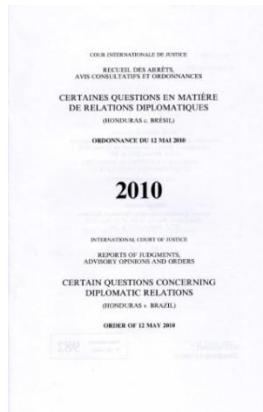 COUR INTERNATIONALE DE JUSTICE
RECUEIL DES ARRÊTS,
AVIS CONSULTATIFS ET ORDONNANCES
CERTAINES QUESTIONS EN MATIÈRE
DE RELATIONS DIPLOMATIQUES
(HONDURAS c. BRÉSIL)
ORDONNANCE DU 12 MAI 2010
2010
INTERNATIONAL COURT OF JUSTICE
REPORTS OF JUDGMENTS,
ADVISORY OPINIONS AND ORDERS
CERTAIN QUESTIONS CONCERNING
DIPLOMATIC RELATIONS
(HONDURAS v. BRAZIL)
ORDER OF 12 MAY 2010